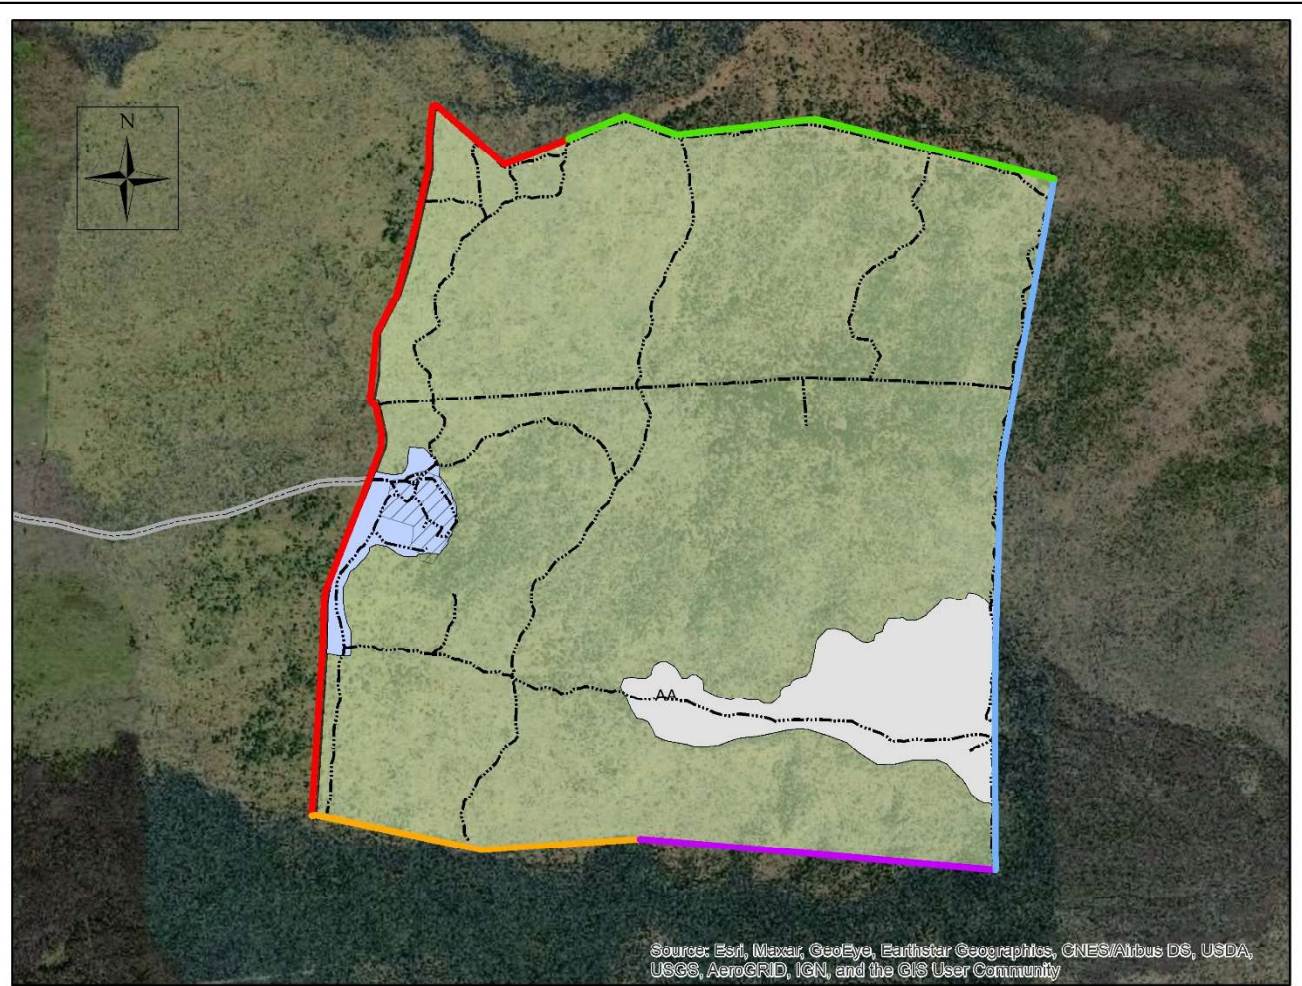 N
AA
Source: Esri, Maxar, GeoEye, Earthstar Geographics, CNES/Airbus DS, USDA,
USGS, AeroGRID, IGN, and the GIS User Community